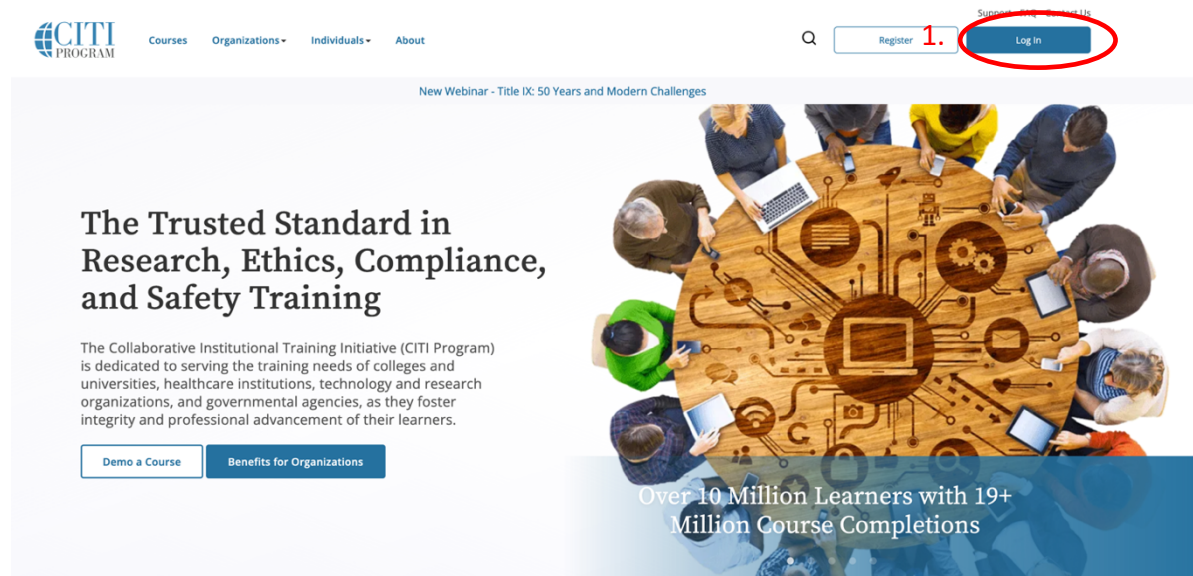 Support FAQ Contact Us
CITI
PROGRAM
Courses Organizations Individuals About
Register 1. Log In
New Webinar - Title IX: 50 Years and Modern Challenges
The Trusted Standard in
Research, Ethics, Compliance,
and Safety Training
The Collaborative Institutional Training Initiative (CITI Program)
is dedicated to serving the training needs of colleges and
universities, healthcare institutions, technology and research
organizations, and governmental agencies, as they foster
integrity and professional advancement of their learners.
Demo a Course Benefits for Organizations
Over 10 Million Learners with 19+
Million Course Completions